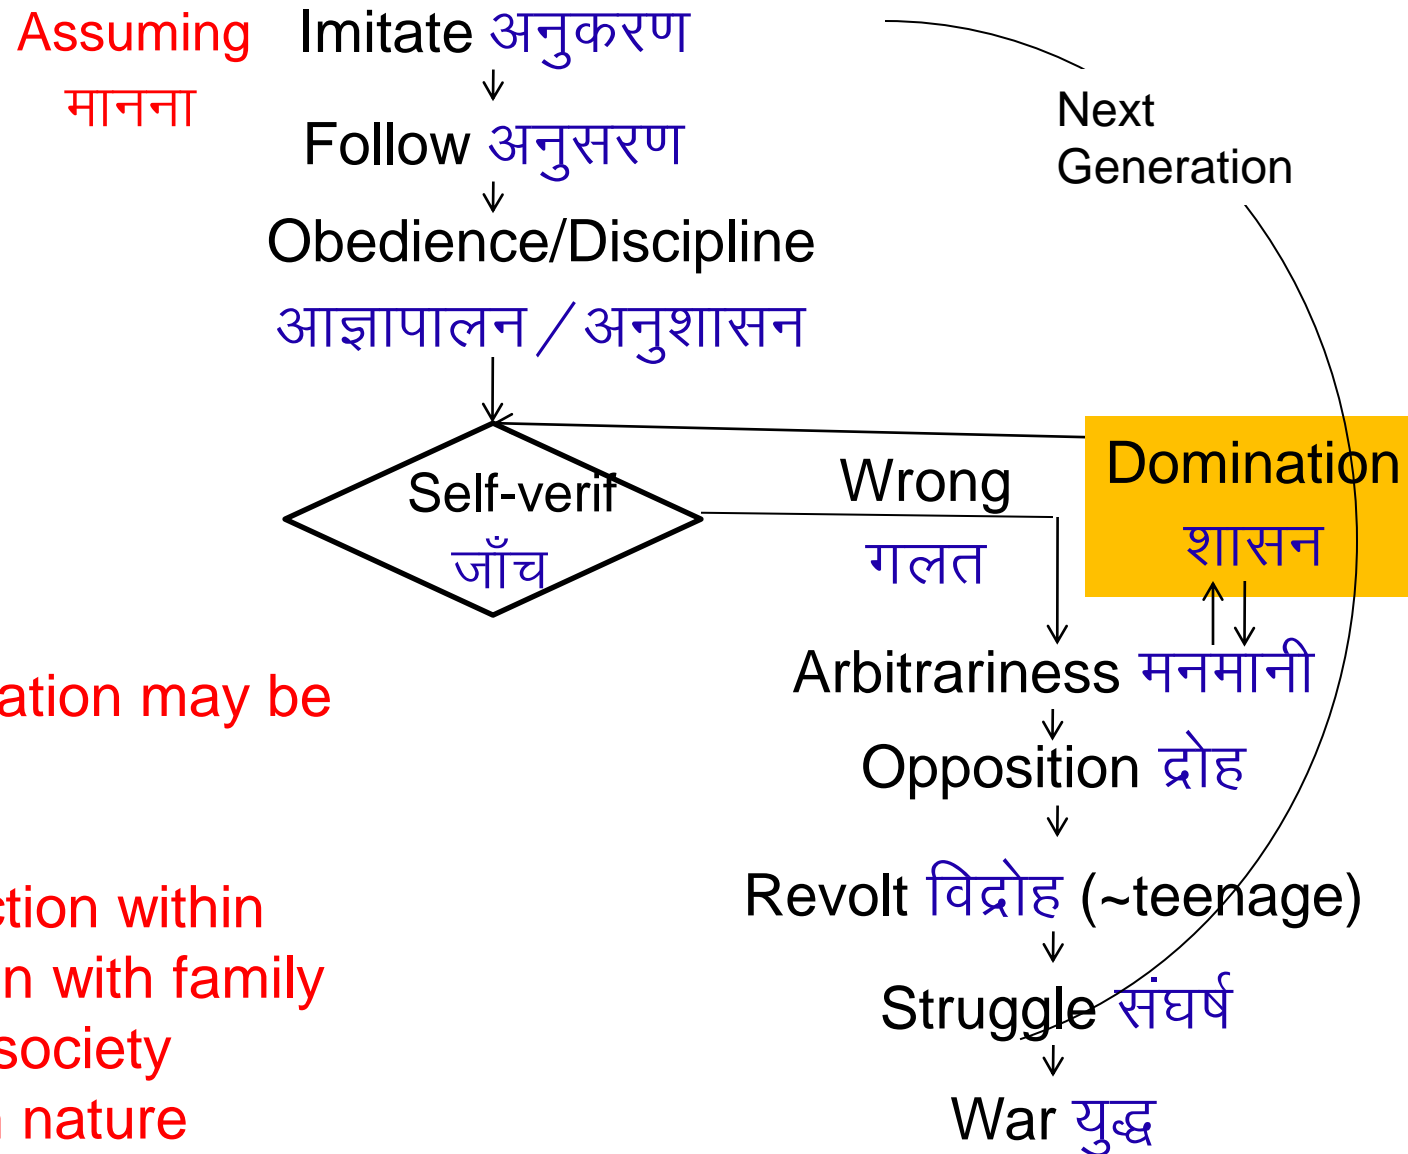 Assuming
मानना
Imitate अनुकरण
Follow अनुसरण
Obedience/Discipline
आज्ञापालन/अनुशासन
Next
Generation
Self-verif
जाँच
Wrong
गलत
Domination
शासन
Arbitrariness मनमानी
Opposition द्रोह
Revolt विद्रोह (~teenage)
Struggle संघर्ष
War युद्ध
ation may be
ction within
n with family
society
nature